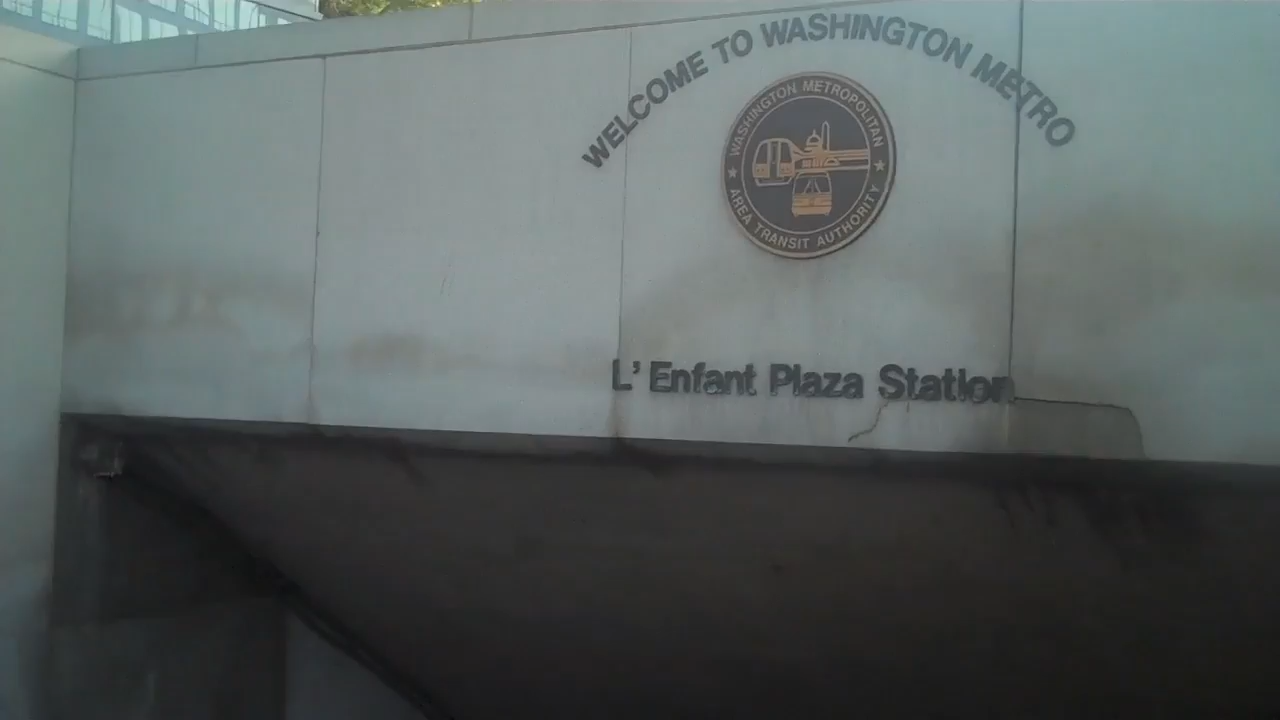 WELCOME TO WASHINGTON METRO
WASHINGTON METROPOLITAN
AREA TRANSIT AUTHORITY
L' Enfant Plaza Station